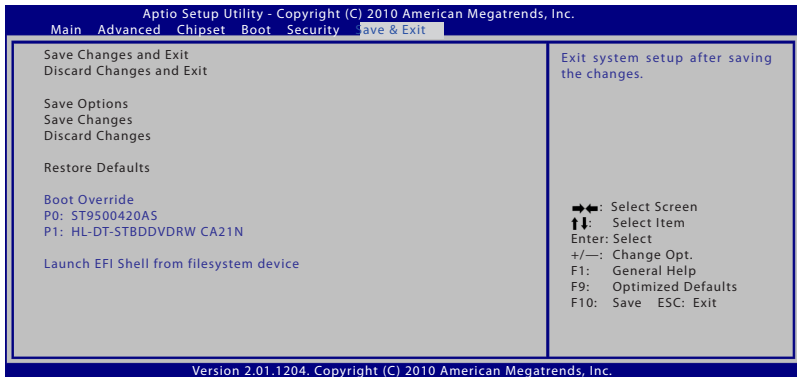 Aptio Setup Utility - Copyright (C) 2010 American Megatrends, Inc.
Main Advanced Chipset Boot Security Save & Exit
Save Changes and Exit
Discard Changes and Exit
Save Options
Save Changes
Discard Changes
Restore Defaults
Boot Override
P0: ST9500420AS
P1: HL-DT-STBDDVDRW CA21N
Launch EFI Shell from filesystem device
Exit system setup after saving
the changes.
→←: Select Screen
↑↓: Select Item
Enter: Select
+/—: Change Opt.
F1: General Help
F9: Optimized Defaults
F10: Save ESC: Exit
Version 2.01.1204. Copyright (C) 2010 American Megatrends, Inc.